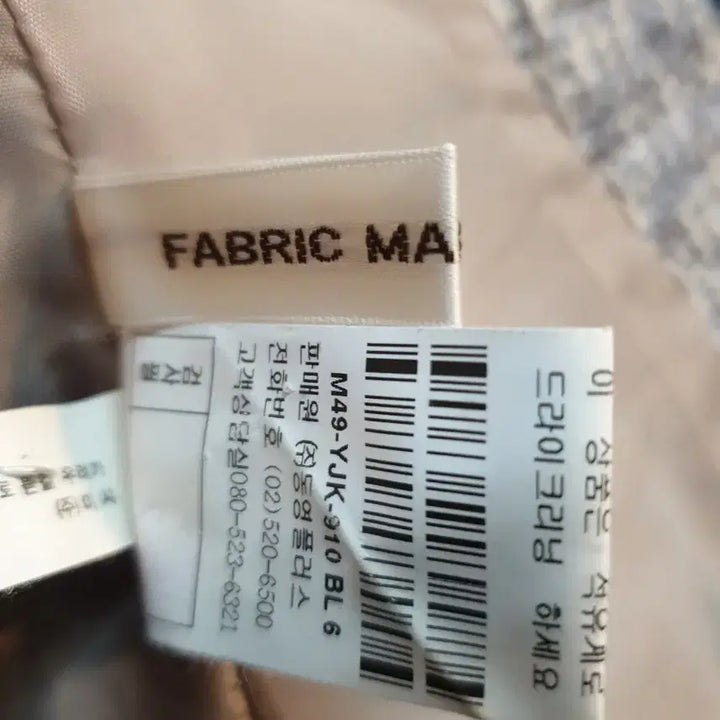 FABRIC MA
이 상품은 석유계로
드라이크리닝 하세요
M49-YJK-910 BL 6
판매원 (주)동영플러스
전화번호 (02)520-6500
고객상담실080-523-6321
검사필